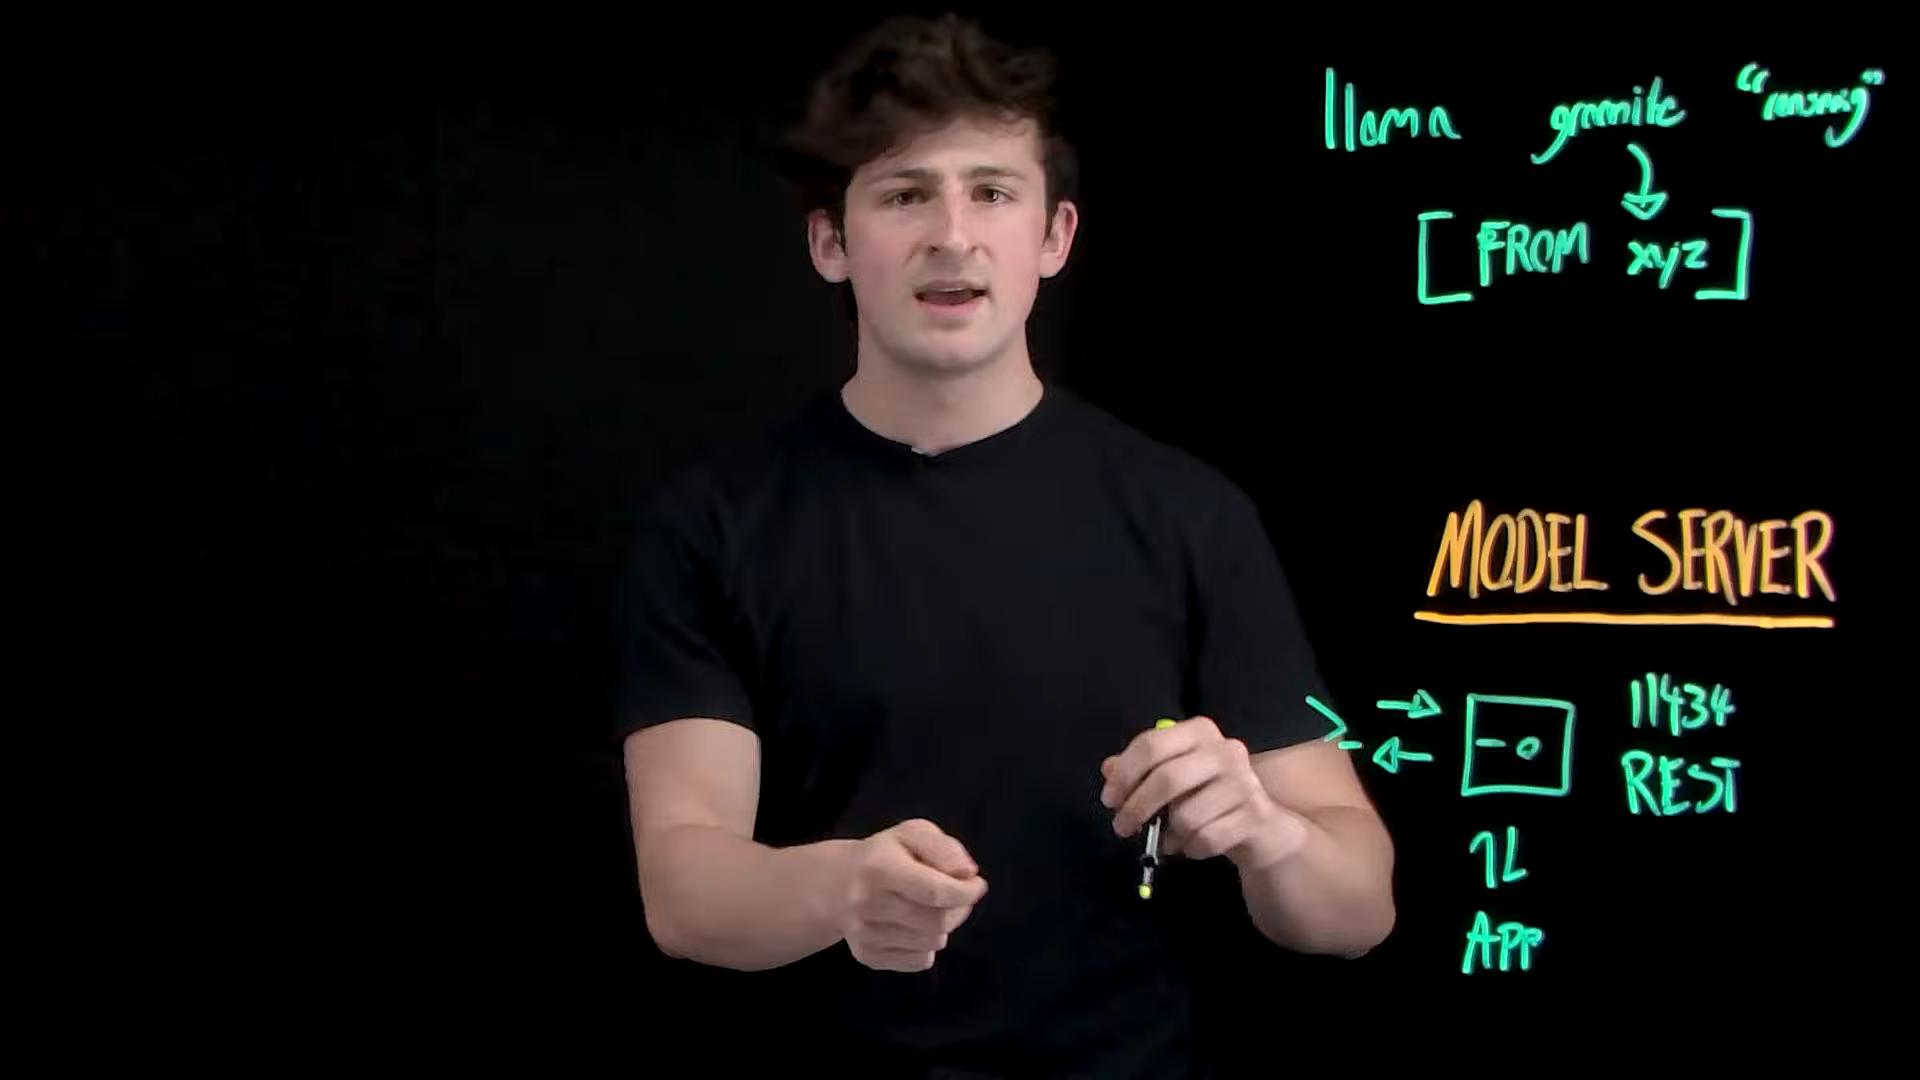 llama granite
[FROM xyz]
MODEL SERVER
>_
11434
REST
APP